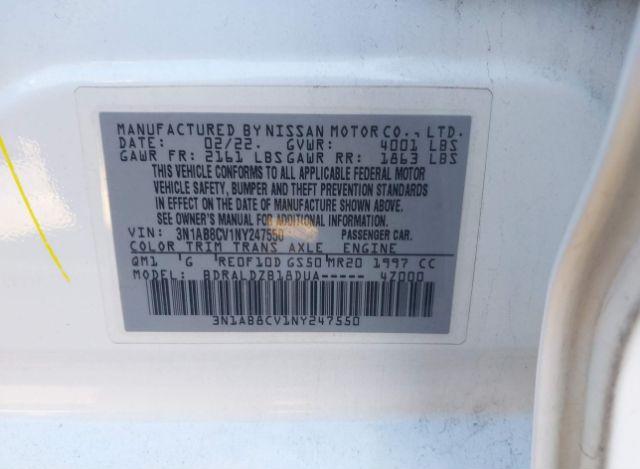 MANUFACTURED BY NISSAN MOTOR CO., LTD.
DATE: 02/22. GVWR: 4001 LBS
GAWR FR: 2161 LBS GAWR RR: 1863 LBS
THIS VEHICLE CONFORMS TO ALL APPLICABLE FEDERAL MOTOR
VEHICLE SAFETY, BUMPER AND THEFT PREVENTION STANDARDS
IN EFFECT ON THE DATE OF MANUFACTURE SHOWN ABOVE.
SEE OWNER'S MANUAL FOR ADDITIONAL INFORMATION.
VIN: 3N1AB8CV1NY247550 PASSENGER CAR.
COLOR TRIM TRANS AXLE ENGINE
QM1 'G RE0F10D GS50 MR20 1997 CC
MODEL: BDRALDZB18DUA----- 4Z000
3N1AB8CV1NY247550